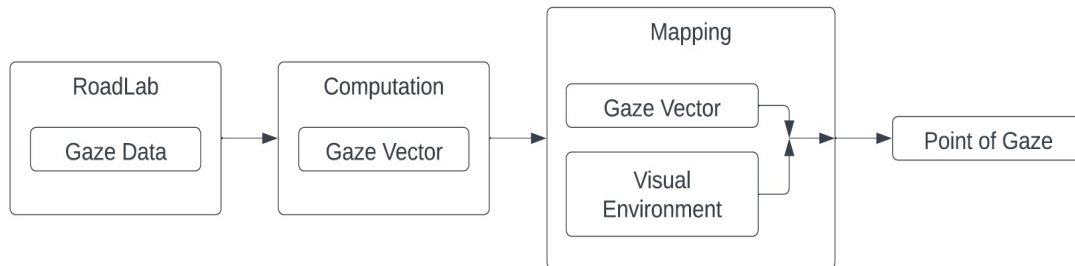 RoadLab
Gaze Data
Computation
Gaze Vector
Mapping
Gaze Vector
Visual
Environment
Point of Gaze